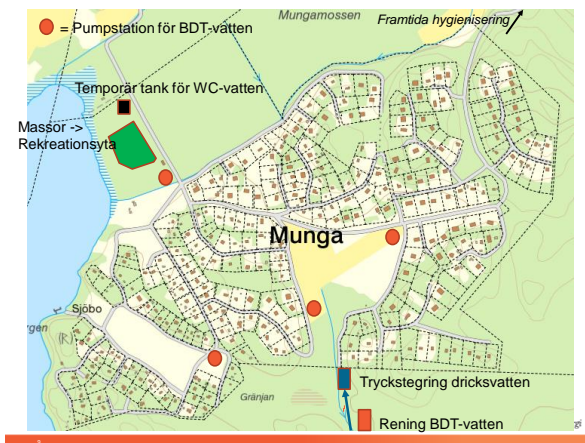 Mungamossen
Framtida hygienisering
= Pumpstation för BDT-vatten
Temporär tank för WC-vatten
Massor ->
Rekreationsyta
Munga
Sjöbo
(R)
Gränjan
Tryckstegring dricksvatten
Rening BDT-vatten